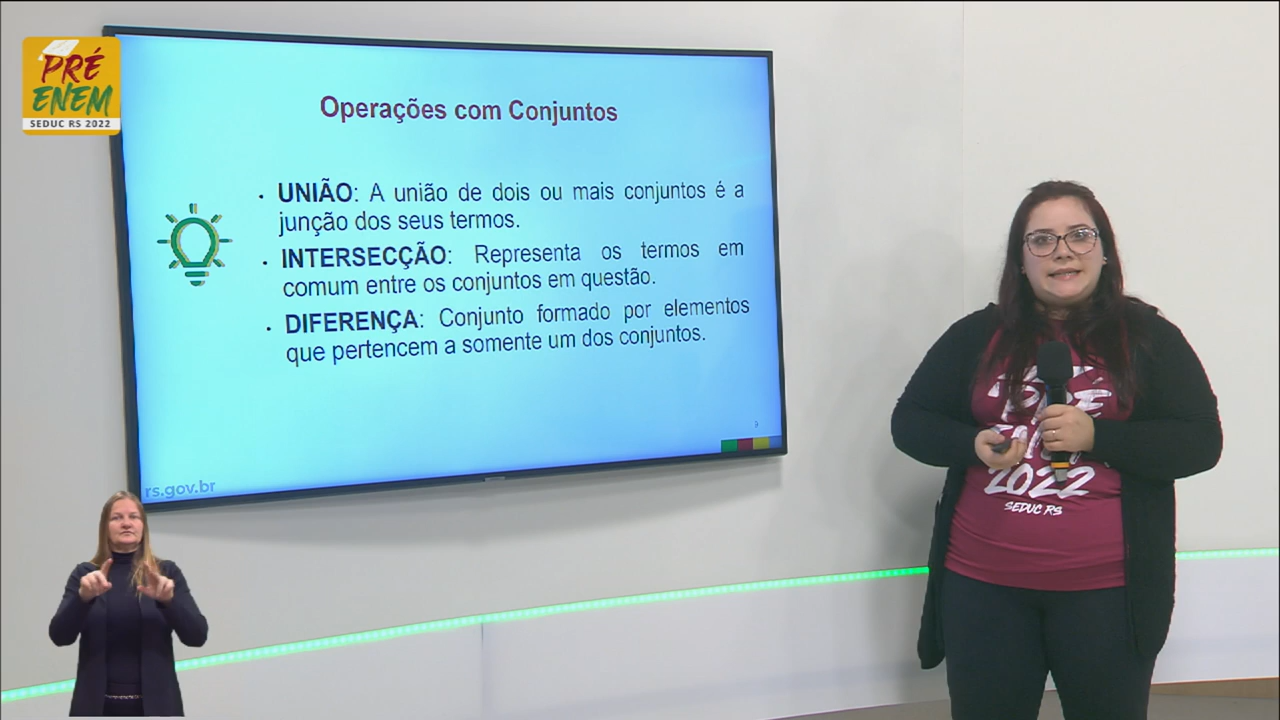 PRÉ
ENEM
SEDUC RS 2022
Operações com Conjuntos
• UNIÃO: A união de dois ou mais conjuntos é a
junção dos seus termos.
• INTERSECÇÃO: Representa os termos em
comum entre os conjuntos em questão.
• DIFERENÇA: Conjunto formado por elementos
que pertencem a somente um dos conjuntos.
rs.gov.br
2022
SEDUC RS